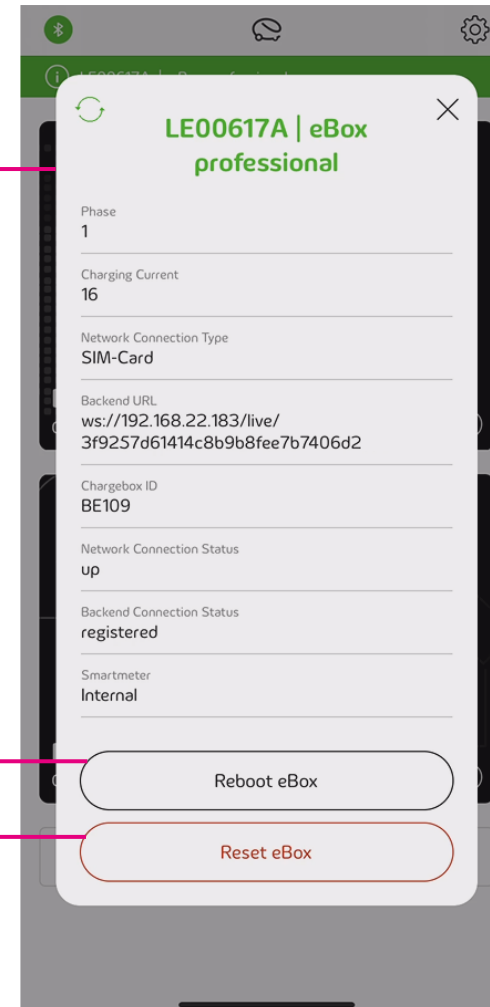 LE00617A | eBox
professional
Phase
1
Charging Current
16
Network Connection Type
SIM-Card
Backend URL
ws://192.168.22.183/live/
3f9257d61414c8b9b8fee7b7406d2
Chargebox ID
BE109
Network Connection Status
up
Backend Connection Status
registered
Smartmeter
Internal
Reboot eBox
Reset eBox